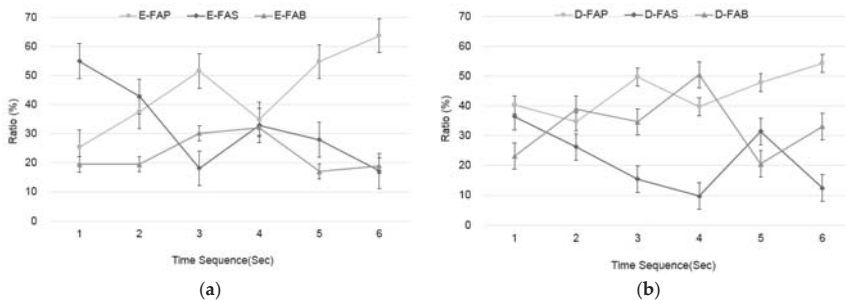 E-FAP E-FAS E-FAB
70
60
50
40
30
20
10
0
Ratio (%)
1 2 3 4 5 6
Time Sequence(Sec)
(a)
D-FAP D-FAS D-FAB
70
60
50
40
30
20
10
0
Ratio (%)
1 2 3 4 5 6
Time Sequence(Sec)
(b)